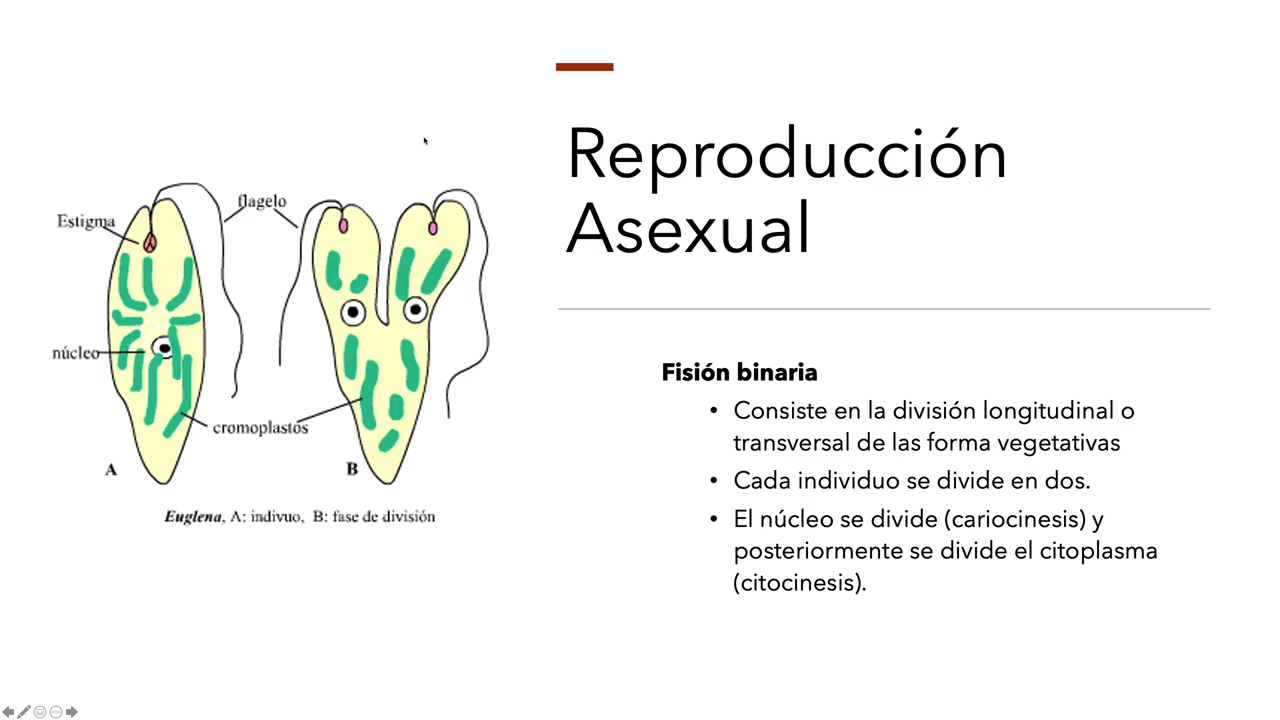 Reproducción
Asexual
Estigma
flagelo
núcleo
cromoplastos
A
B
Euglena, A: indivuo, B: fase de división
Fisión binaria
• Consiste en la división longitudinal o
transversal de las forma vegetativas
• Cada individuo se divide en dos.
• El núcleo se divide (cariocinesis) y
posteriormente se divide el citoplasma
(citocinesis).